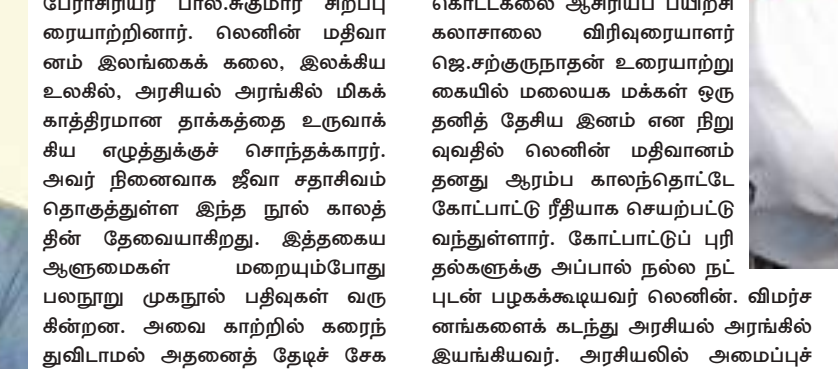 பேராசிரியர் பால.சுகுமார் சிறப்பு
ரையாற்றினார். லெனின் மதிவா
னம் இலங்கைக் கலை, இலக்கிய
உலகில், அரசியல் அரங்கில் மிகக்
காத்திரமான தாக்கத்தை உருவாக்
கிய எழுத்துக்குச் சொந்தக்காரர்.
அவர் நினைவாக ஜீவா சதாசிவம்
தொகுத்துள்ள இந்த நூல் காலத்
தின் தேவையாகிறது. இத்தகைய
ஆளுமைகள் மறையும்போது
பலநூறு முகநூல் பதிவுகள் வரு
கின்றன. அவை காற்றில் கரைந்
துவிடாமல் அதனைத் தேடிச் சேக
கொட்டகலை ஆசிரியப் பயிற்சி
கலாசாலை விரிவுரையாளர்
ஜெ.சற்குருநாதன் உரையாற்று
கையில் மலையக மக்கள் ஒரு
தனித் தேசிய இனம் என நிறு
வுவதில் லெனின் மதிவானம்
தனது ஆரம்ப காலந்தொட்டே
கோட்பாட்டு ரீதியாக செயற்பட்டு
வந்துள்ளார். கோட்பாட்டுப் புரி
தல்களுக்கு அப்பால் நல்ல நட்
புடன் பழகக்கூடியவர் லெனின். விமர்ச
னங்களைக் கடந்து அரசியல் அரங்கில்
இயங்கியவர். அரசியலில் அமைப்புச்